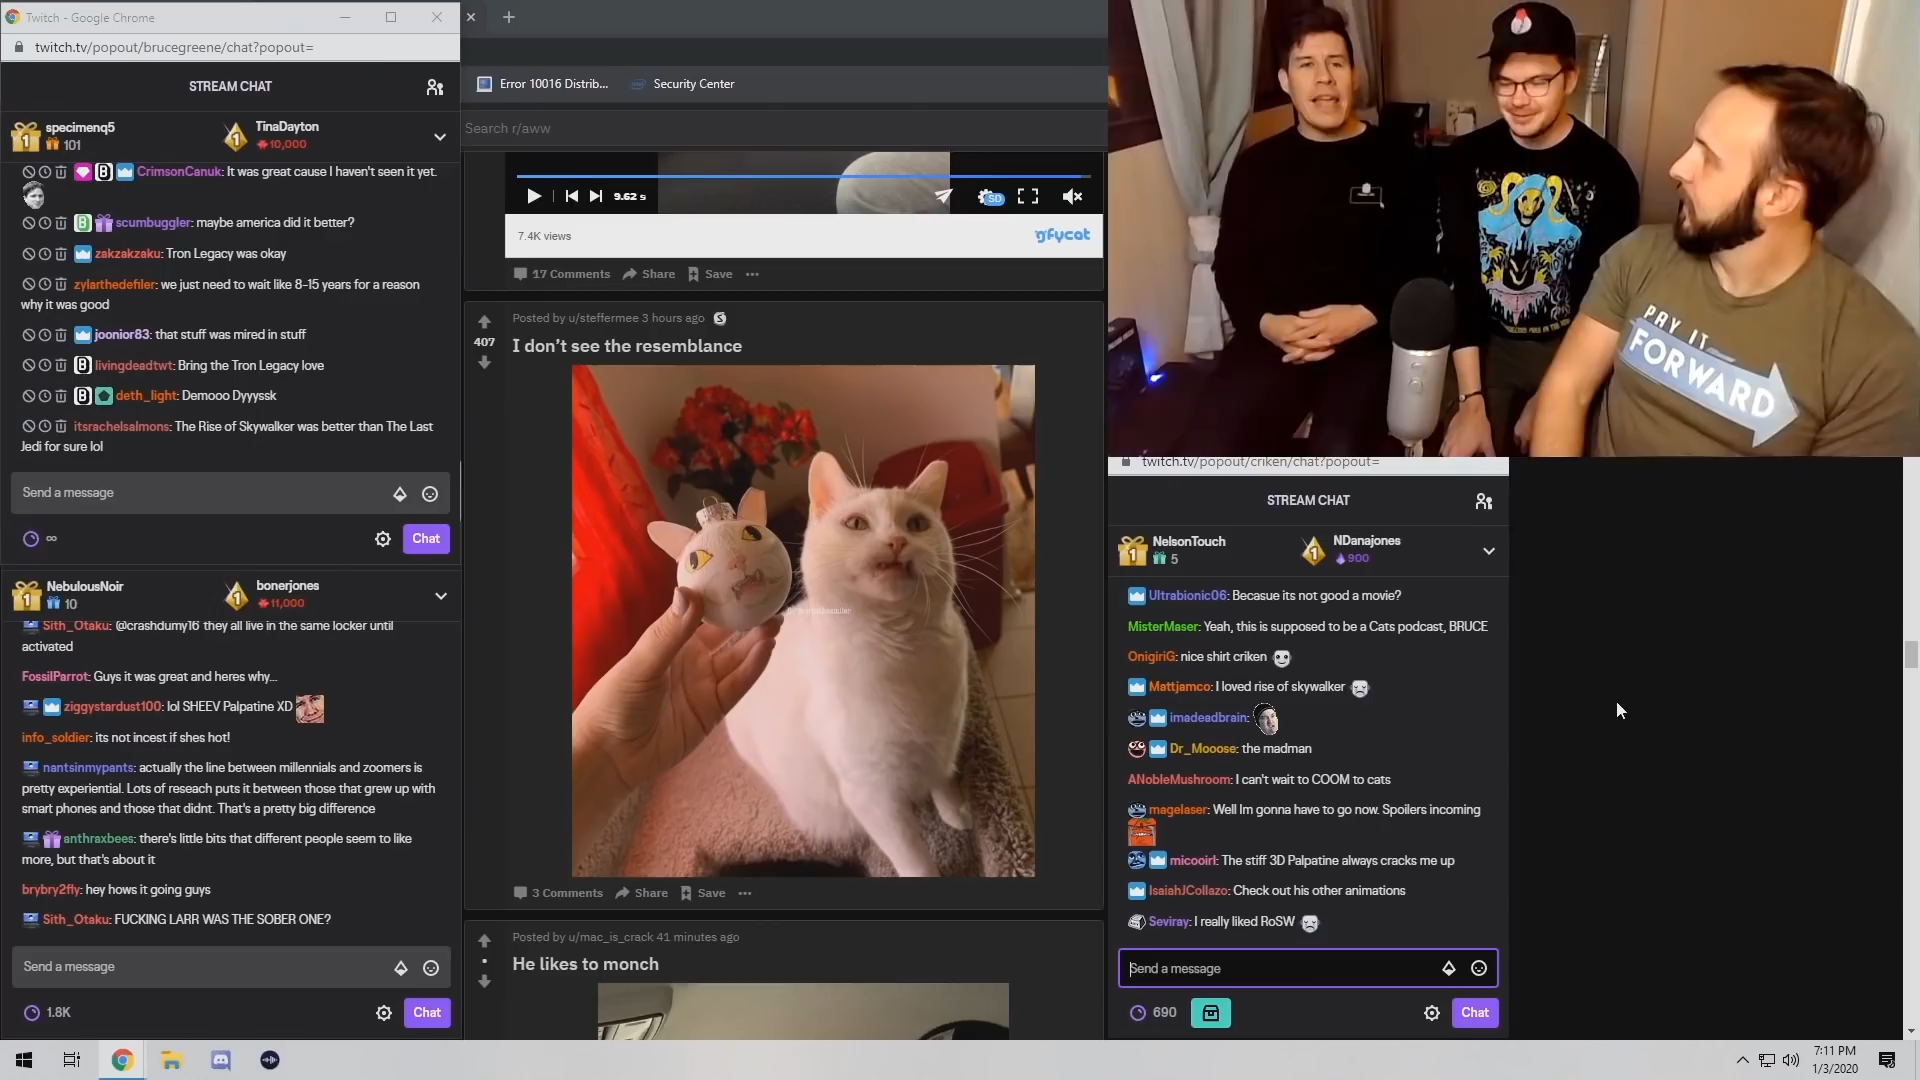 Twitch - Google Chrome
twitch.tv/popout/brucegreene/chat?popout=
STREAM CHAT
specimenq5
101
TinaDayton
10,000
CrimsonCanuk: It was great cause I haven't seen it yet.
scumbuggler: maybe america did it better?
zakzakzaku: Tron Legacy was okay
zylarthedefiler: we just need to wait like 8-15 years for a reason
why it was good
joonior83: that stuff was mired in stuff
livingdeadtwt: Bring the Tron Legacy love
deth_light: Demooo Dyyyssk
itsrachelsalmons: The Rise of Skywalker was better than The Last
Jedi for sure lol
Send a message
∞
Chat
NebulousNoir
10
bonerjones
11,000
Sith_Otaku: @crashdumy16 they all live in the same locker until
activated
FossilParrot: Guys it was great and heres why...
ziggystardust100: lol SHEEV Palpatine XD
info_soldier: its not incest if shes hot!
nantsinmypants: actually the line between millennials and zoomers is
pretty experiential. Lots of reseach puts it between those that grew up with
smart phones and those that didnt. That's a pretty big difference
anthraxbees: there's little bits that different people seem to like
more, but that's about it
brybry2fly: hey hows it going guys
Sith_Otaku: FUCKING LARR WAS THE SOBER ONE?
Send a message
1.8K
Chat
Error 10016 Distrib...
Security Center
Search r/aww
9.62 s
SD
7.4K views
gfycat
17 Comments
Share
Save
Posted by u/steffermee 3 hours ago
407
I don't see the resemblance
3 Comments
Share
Save
Posted by u/mac_is_crack 41 minutes ago
He likes to monch
PAY IT
FORWARD
twitch.tv/popout/criken/chat?popout=
STREAM CHAT
NelsonTouch
5
NDanajones
900
Ultrabionic06: Becasue its not good a movie?
MisterMaser: Yeah, this is supposed to be a Cats podcast, BRUCE
OnigiriG: nice shirt criken
Mattjamco: I loved rise of skywalker
imadeadbrain:
Dr_Mooose: the madman
ANobleMushroom: I can't wait to COOM to cats
magelaser: Well Im gonna have to go now. Spoilers incoming
micooirl: The stiff 3D Palpatine always cracks me up
IsaiahJCollazo: Check out his other animations
Seviray: I really liked RoSW
Send a message
690
Chat
7:11 PM
1/3/2020